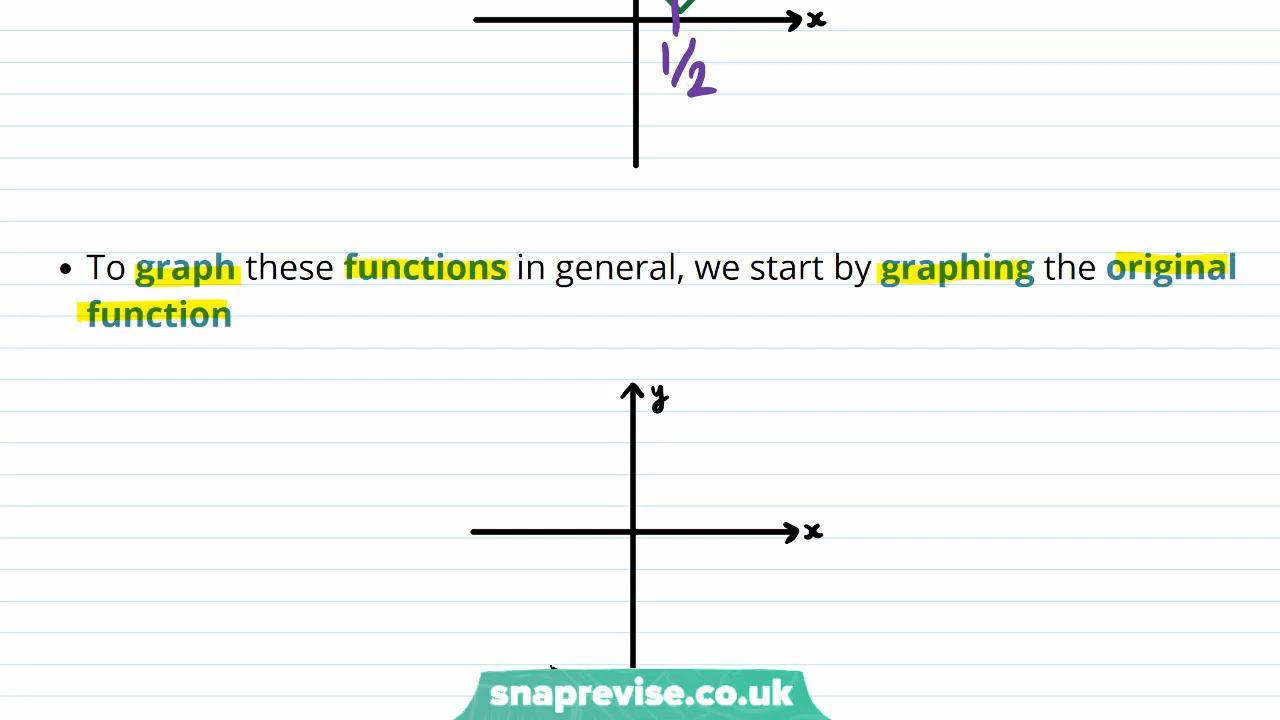 x
1/2
• To graph these functions in general, we start by graphing the original
function
y
x
snaprevise.co.uk